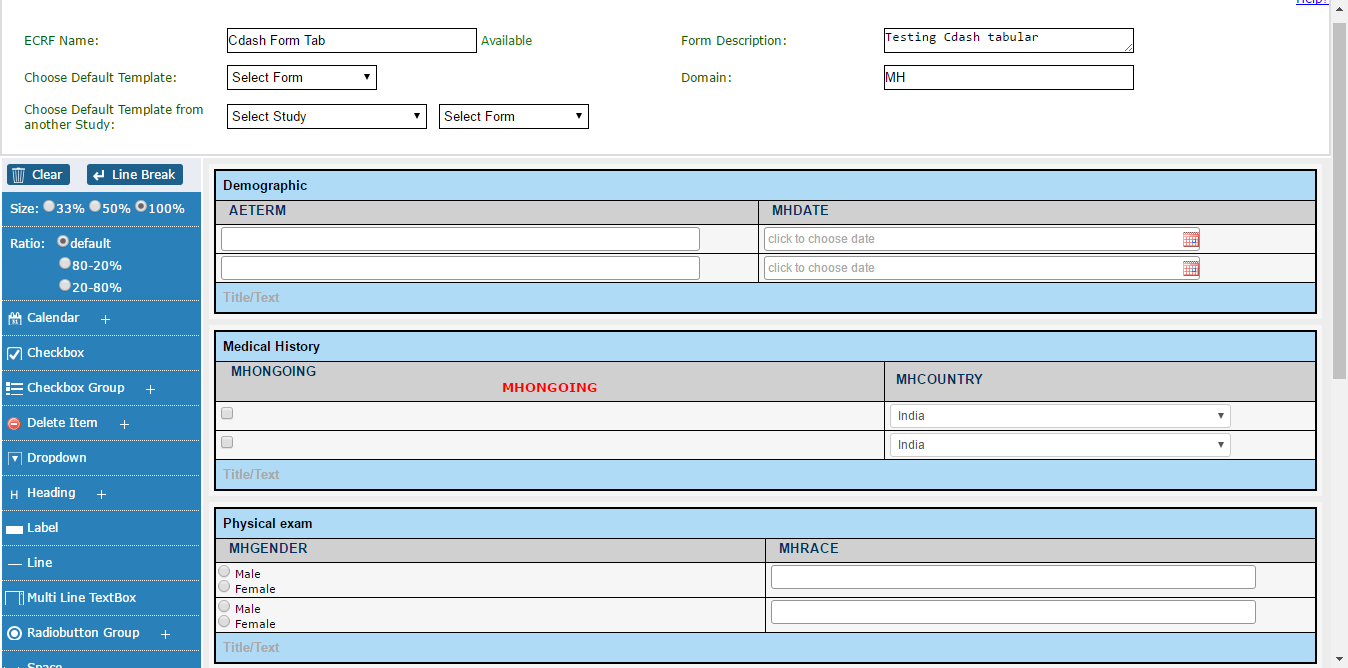 Help?
ECRF Name: Cdash Form Tab Available Form Description: Testing Cdash tabular
Choose Default Template: Select Form Domain: MH
Choose Default Template from
another Study: Select Study Select Form
Clear Line Break
Size: 33% 50% 100%
Ratio: default
80-20%
20-80%
Calendar +
Checkbox
Checkbox Group +
Delete Item +
Dropdown
H Heading +
Label
Line
Multi Line TextBox
Radiobutton Group +
Space
Demographic
AETERM MHDATE
click to choose date
click to choose date
Title/Text
Medical History
MHONGOING
MHONGOING MHCOUNTRY
India
India
Title/Text
Physical exam
MHGENDER MHRACE
Male
Female
Male
Female
Title/Text